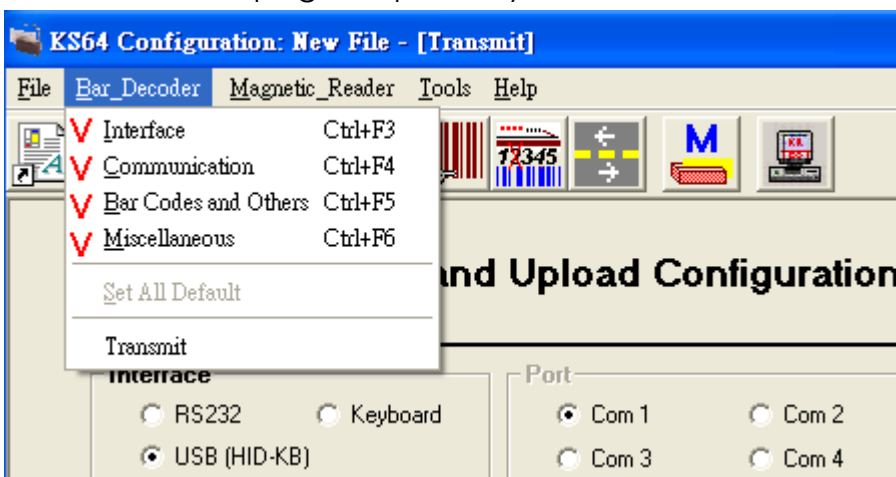 KS64 Configuration: New File - [Transmit]
File Bar_Decoder Magnetic_Reader Tools Help
Interface Ctrl+F3
Communication Ctrl+F4
Bar Codes and Others Ctrl+F5
Miscellaneous Ctrl+F6
Set All Default
Transmit
12345
M
and Upload Configuration
Interface
RS232 Keyboard
USB (HID-KB)
Port
Com 1 Com 2
Com 3 Com 4